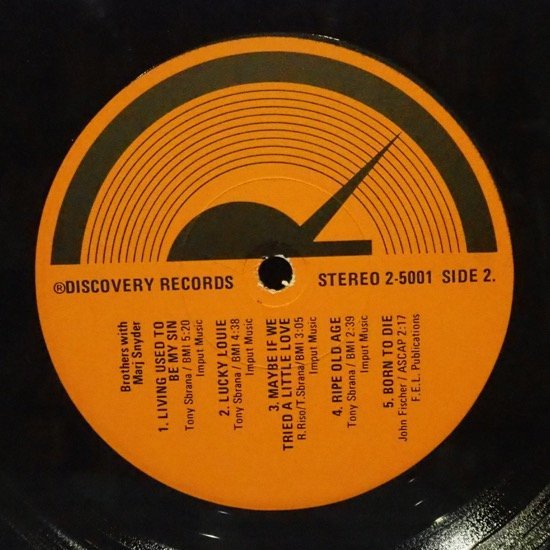 ®DISCOVERY RECORDS
STEREO 2-5001 SIDE 2.
Brothers with
Marj Snyder
1. LIVING USED TO
BE MY SIN
Tony Sbrana / BMI 5:20
Imput Music
2. LUCKY LOUIE
Tony Sbrana / BMI 4:38
Imput Music
3. MAYBE IF WE
TRIED A LITTLE LOVE
R.Riso/T.Sbrana/BMI 3:05
Imput Music
4. RIPE OLD AGE
Tony Sbrana / BMI 2:39
Imput Music
5. BORN TO DIE
John Fischer / ASCAP 2:17
F.E.L. Publications